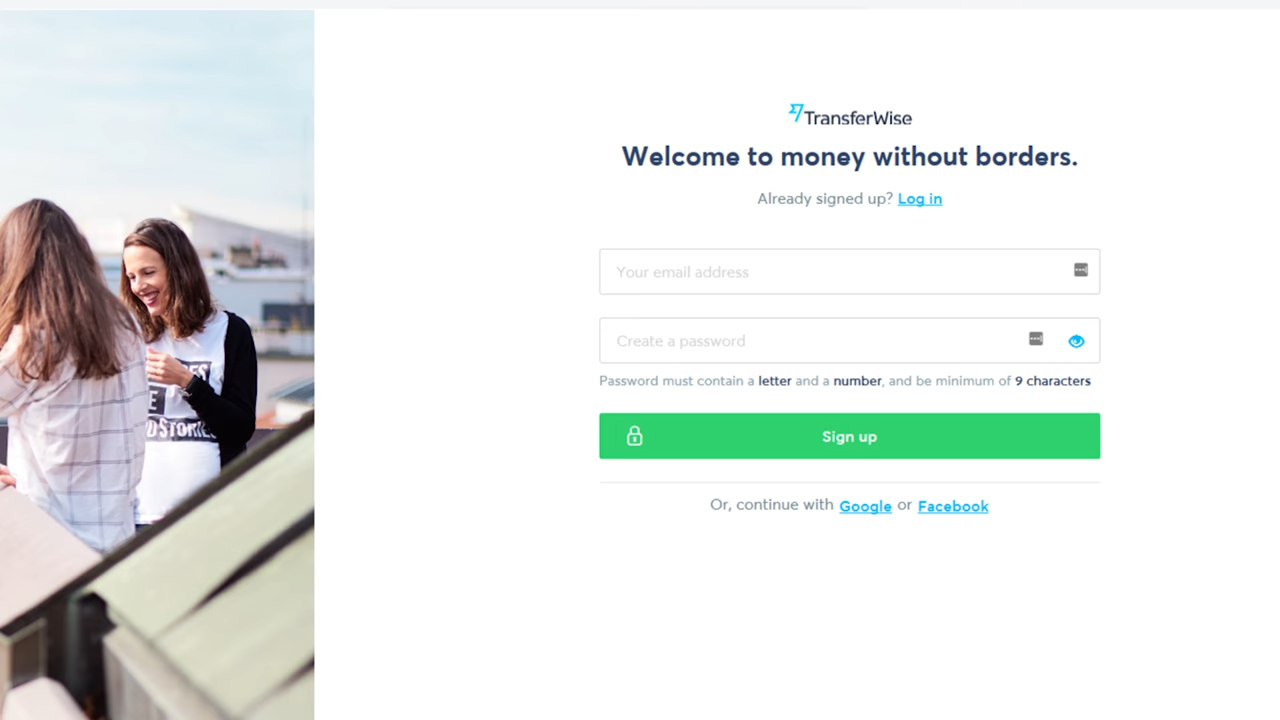 TransferWise
Welcome to money without borders.
Already signed up? Log in
Your email address
Create a password
Password must contain a letter and a number, and be minimum of 9 characters
Sign up
Or, continue with Google or Facebook